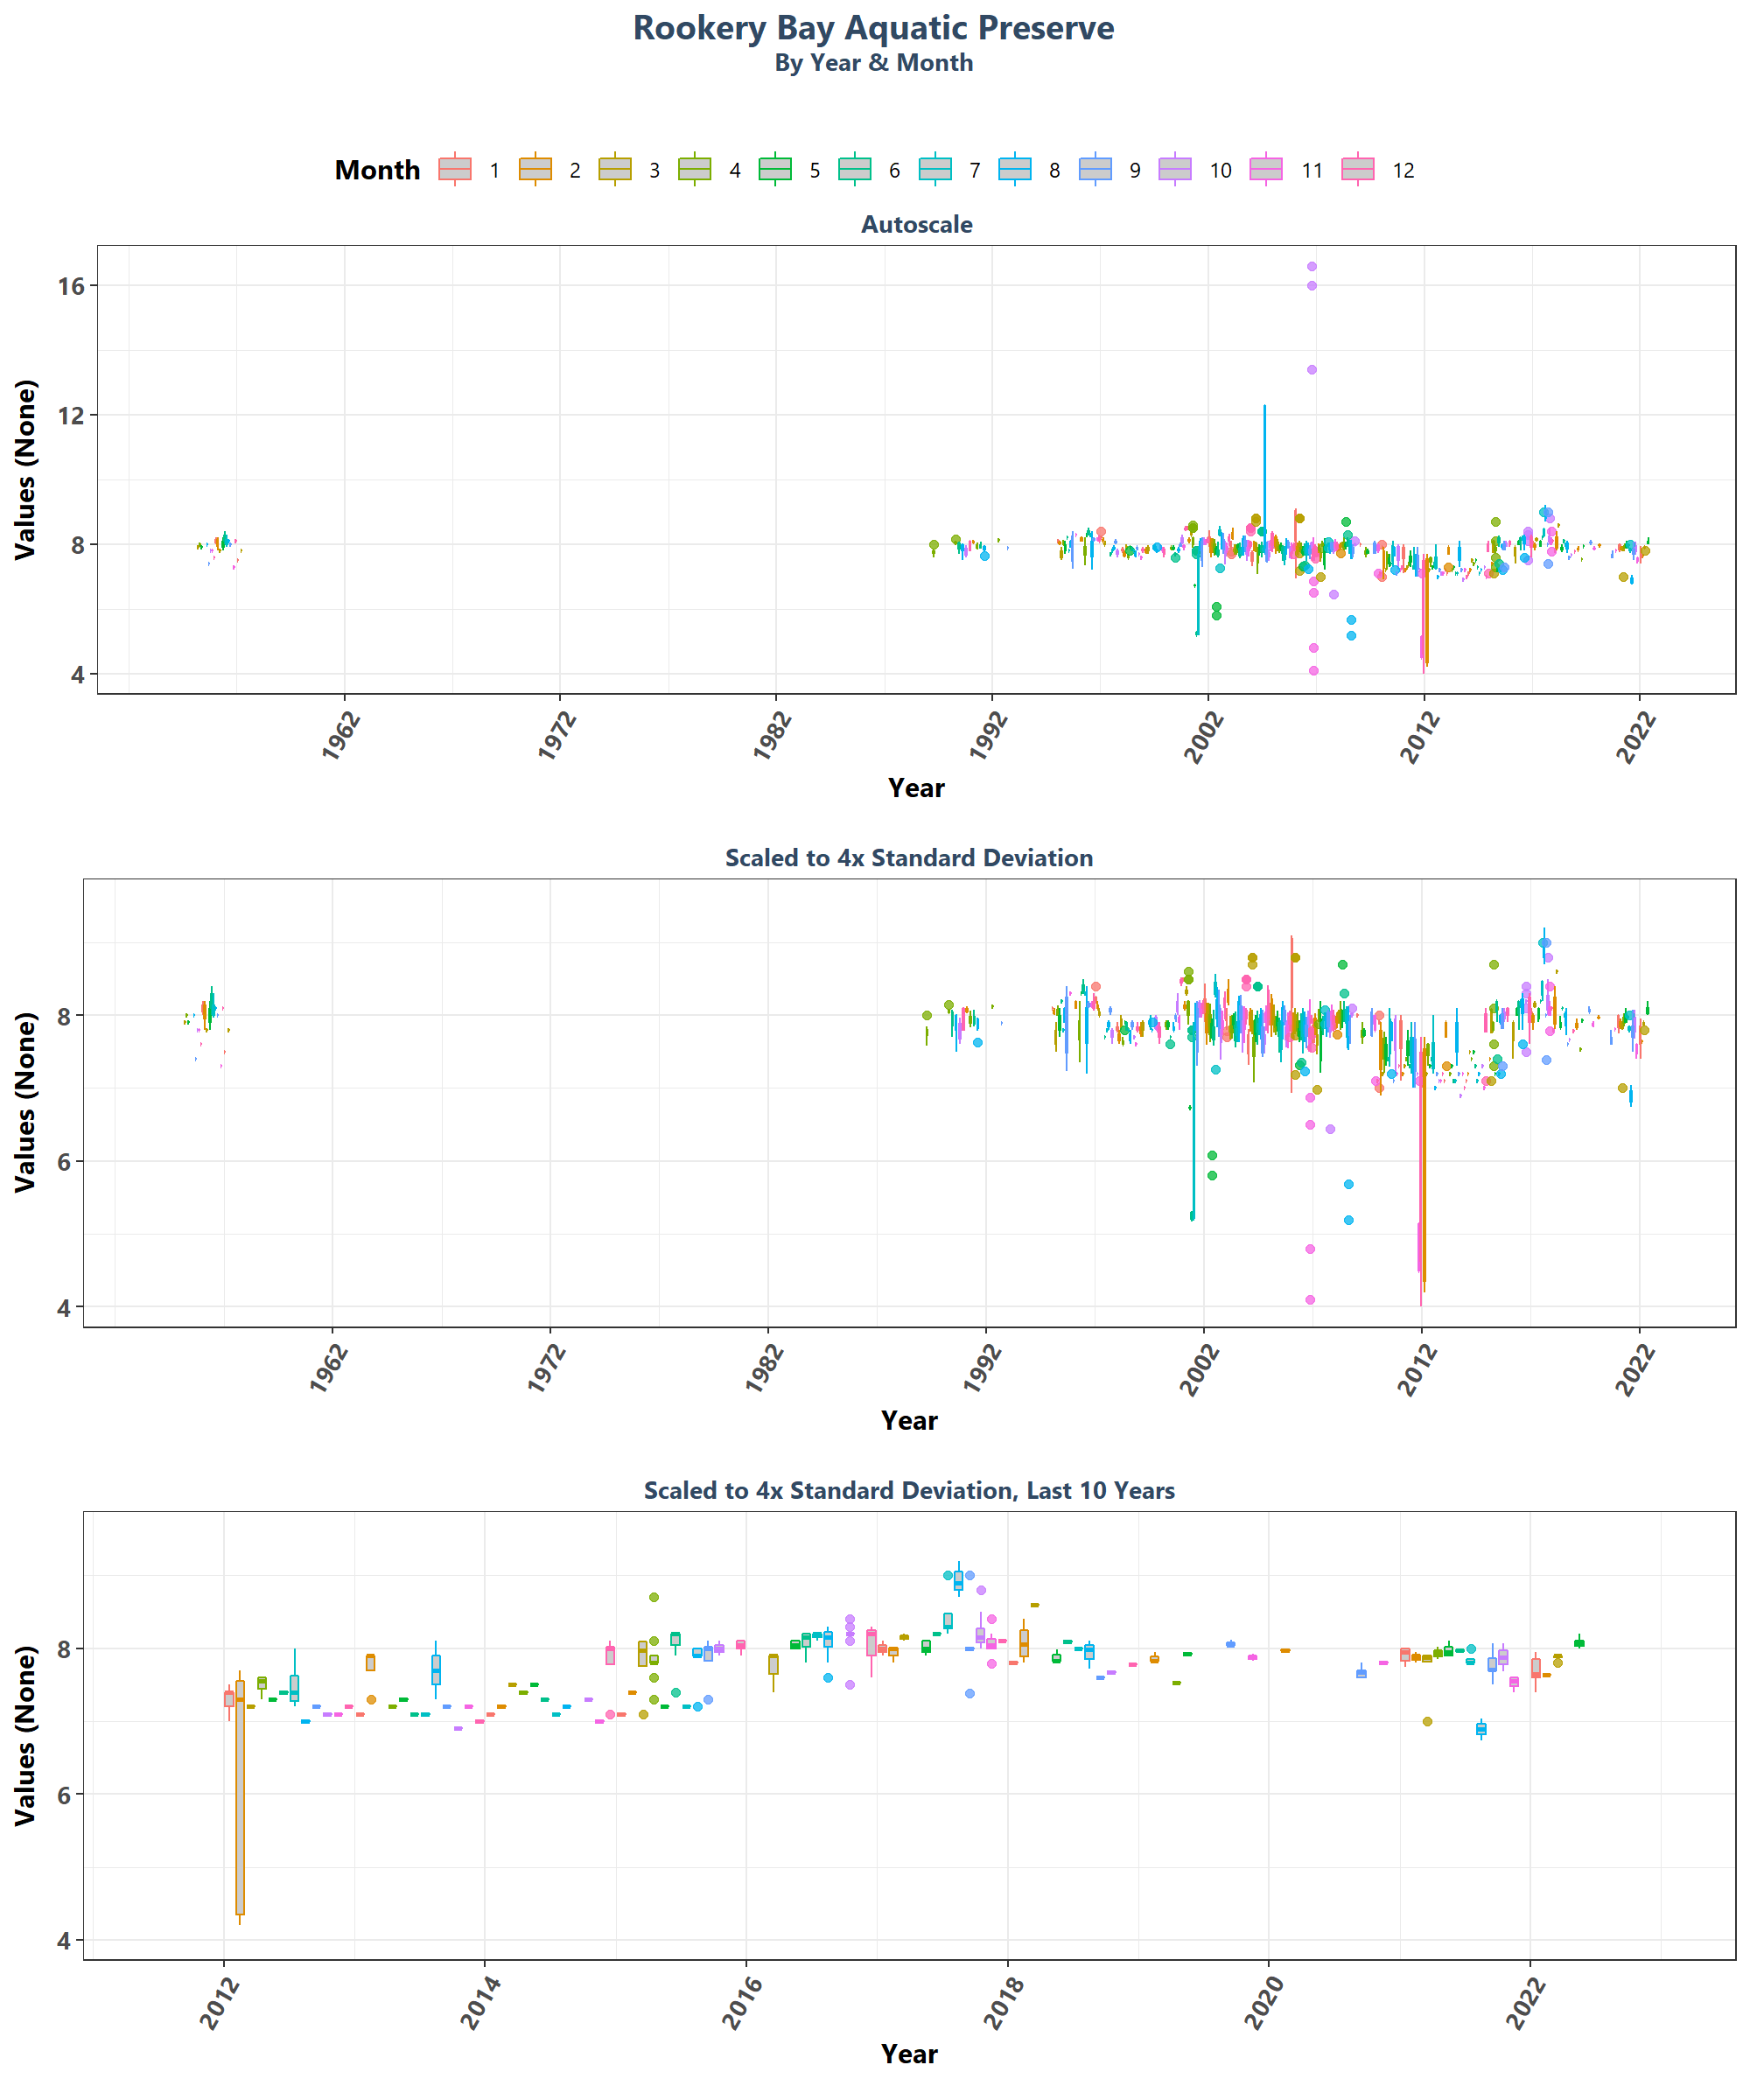 Rookery Bay Aquatic Preserve
By Year & Month
Month 1 2 3 4 5 6 7 8 9 10 11 12
Autoscale
Values (None)
16
12
8
4
1962 1972 1982 1992 2002 2012 2022
Year
Scaled to 4x Standard Deviation
Values (None)
8
6
4
1962 1972 1982 1992 2002 2012 2022
Year
Scaled to 4x Standard Deviation, Last 10 Years
Values (None)
8
6
4
2012 2014 2016 2018 2020 2022
Year